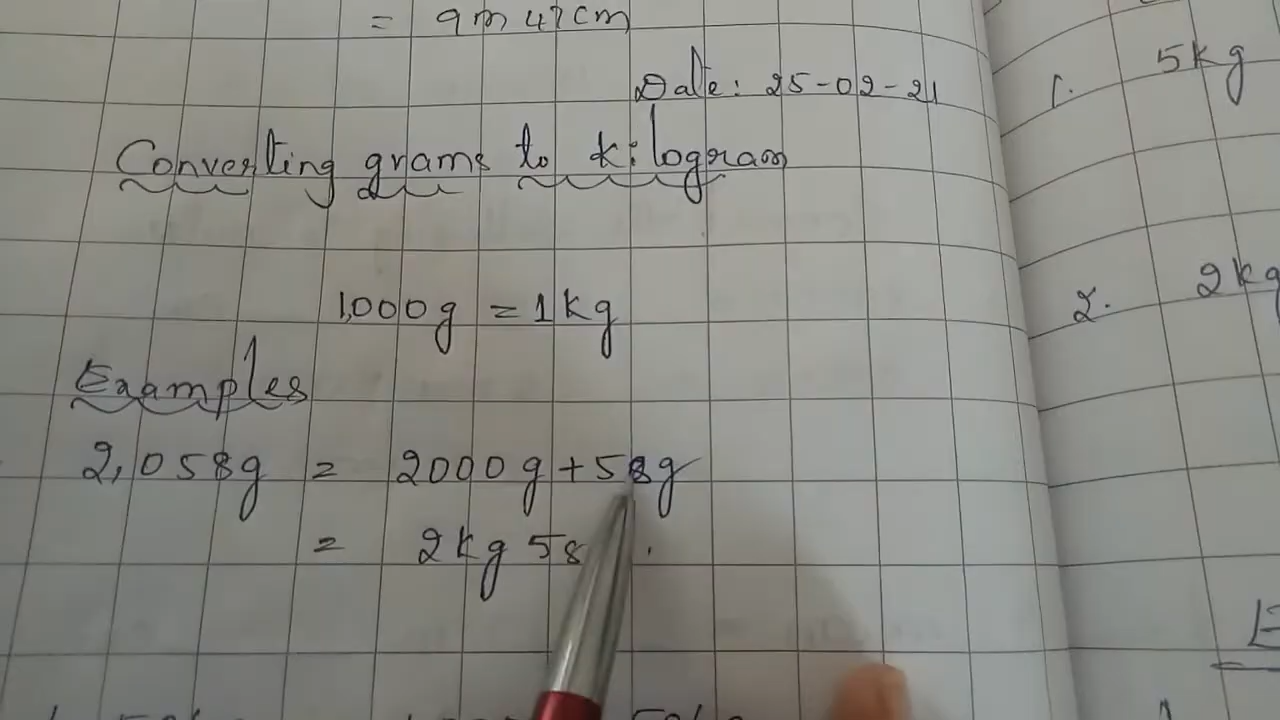 = 9m 47cm
Date: 25-02-21
Converting grams to kilogram
1,000g = 1kg
Examples
2,058g = 2000g + 58g
= 2kg 58
1. 5kg
2. 2kg